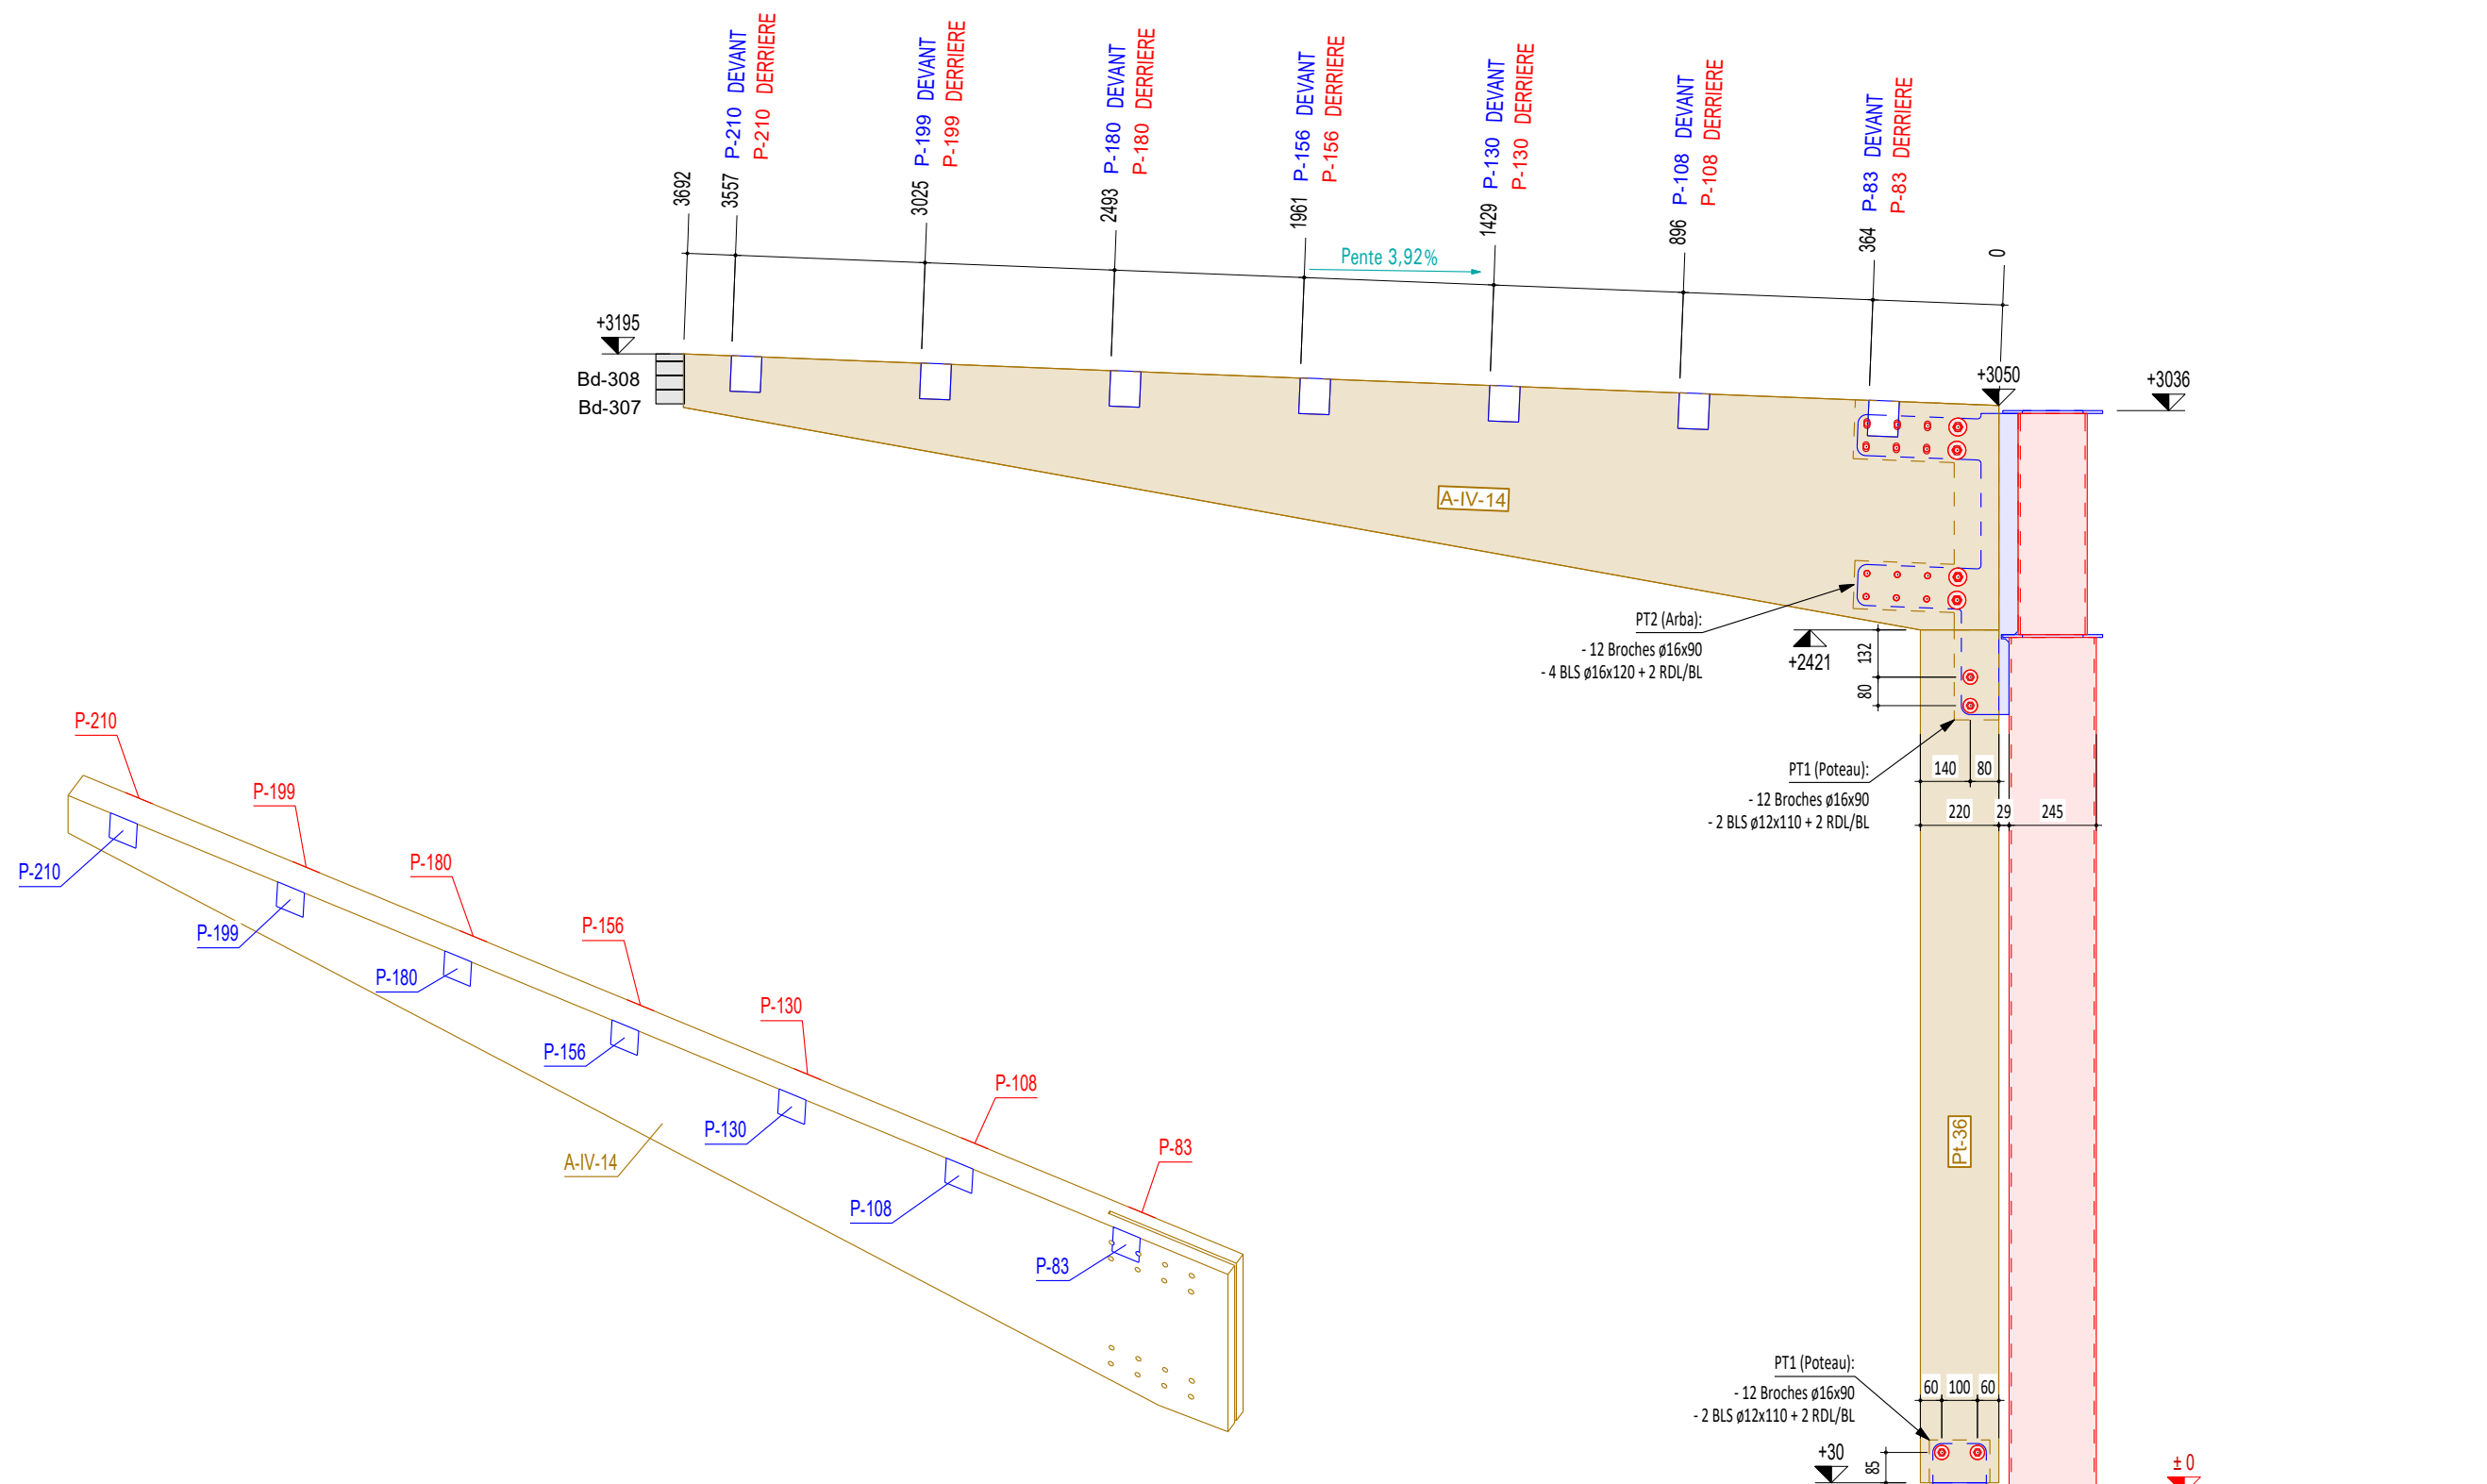 P-210 DEVANT
P-210 DERRIERE
P-199 DEVANT
P-199 DERRIERE
P-180 DEVANT
P-180 DERRIERE
P-156 DEVANT
P-156 DERRIERE
P-130 DEVANT
P-130 DERRIERE
P-108 DEVANT
P-108 DERRIERE
P-83 DEVANT
P-83 DERRIERE
3692
3557
3025
2493
1961
1429
896
364
0
Pente 3,92%
+3195
Bd-308
Bd-307
+3050
+3036
A-IV-14
PT2 (Arba):
- 12 Broches ø16x90
- 4 BLS ø16x120 + 2 RDL/BL
+2421
132
80
PT1 (Poteau):
- 12 Broches ø16x90
- 2 BLS ø12x110 + 2 RDL/BL
140
80
220
29
245
P-210
P-199
P-180
P-156
P-130
P-108
P-83
P-210
P-199
P-180
P-156
P-130
P-108
P-83
A-IV-14
Pt-36
PT1 (Poteau):
- 12 Broches ø16x90
- 2 BLS ø12x110 + 2 RDL/BL
60
100
60
+30
85
± 0